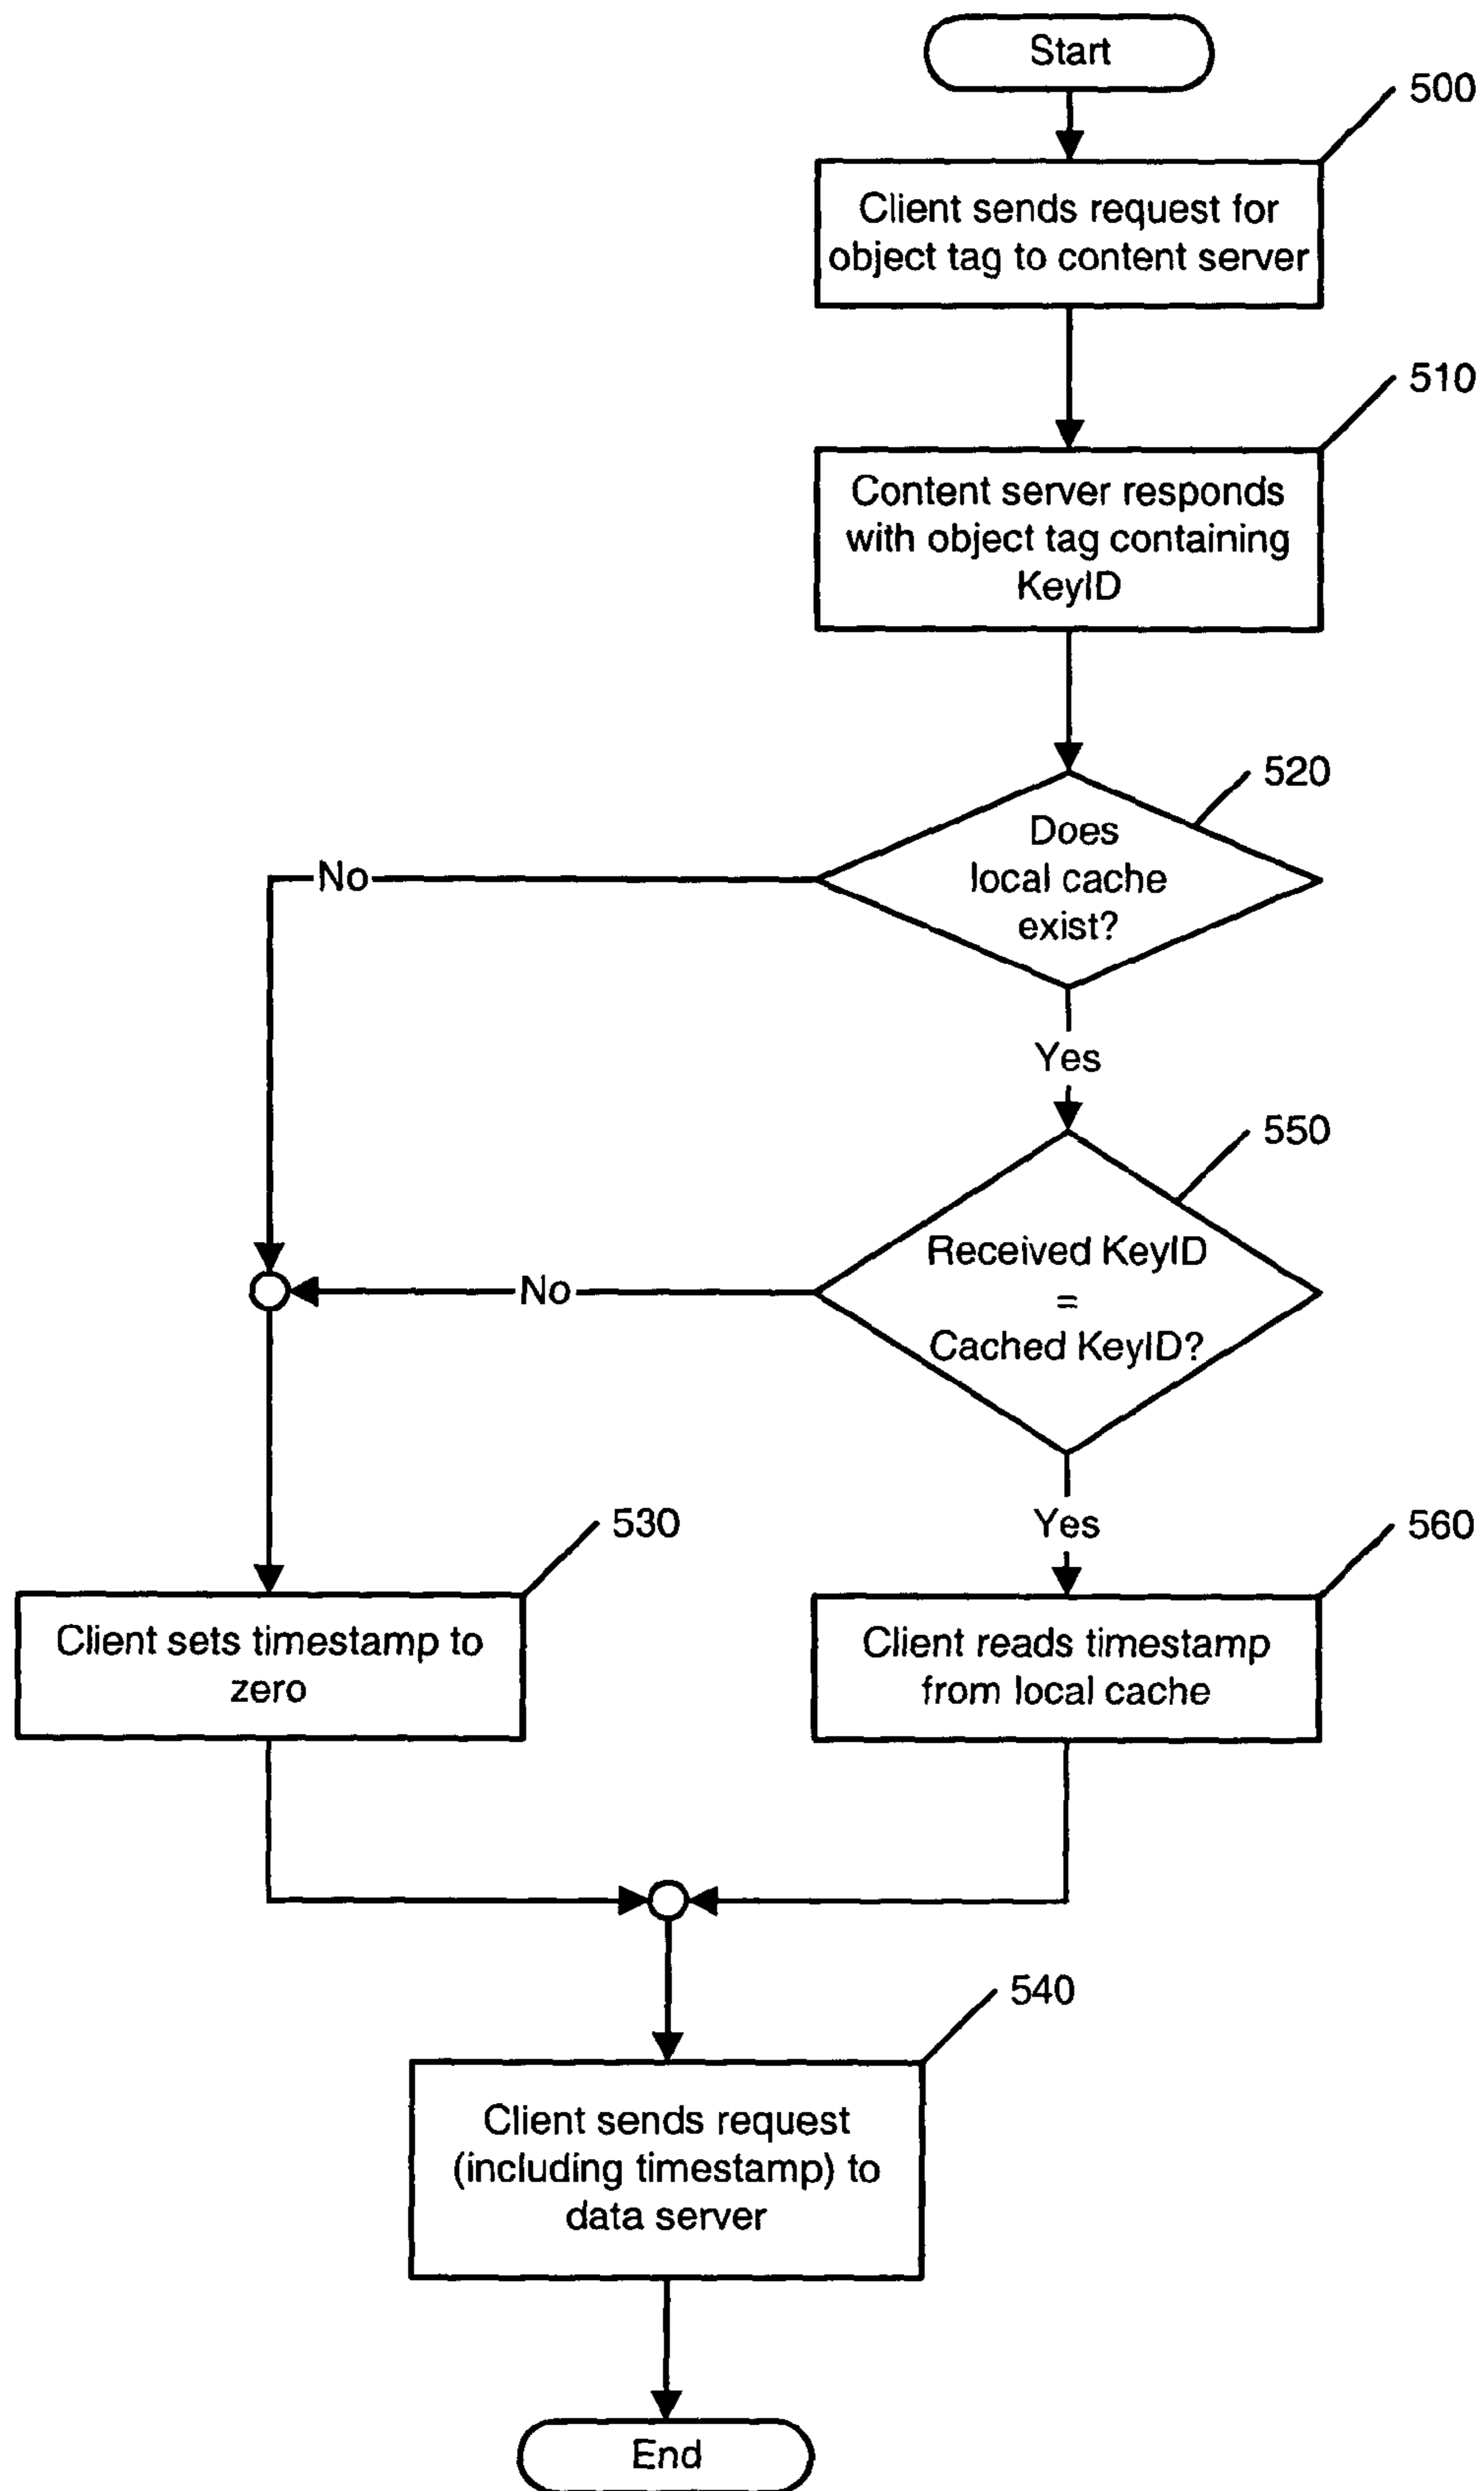 Start
500
Client sends request for
object tag to content server
510
Content server responds
with object tag containing
KeyID
520
Does
local cache
exist?
No
Yes
550
Received KeyID
=
Cached KeyID?
No
Yes
530
Client sets timestamp to
zero
560
Client reads timestamp
from local cache
540
Client sends request
(including timestamp) to
data server
End